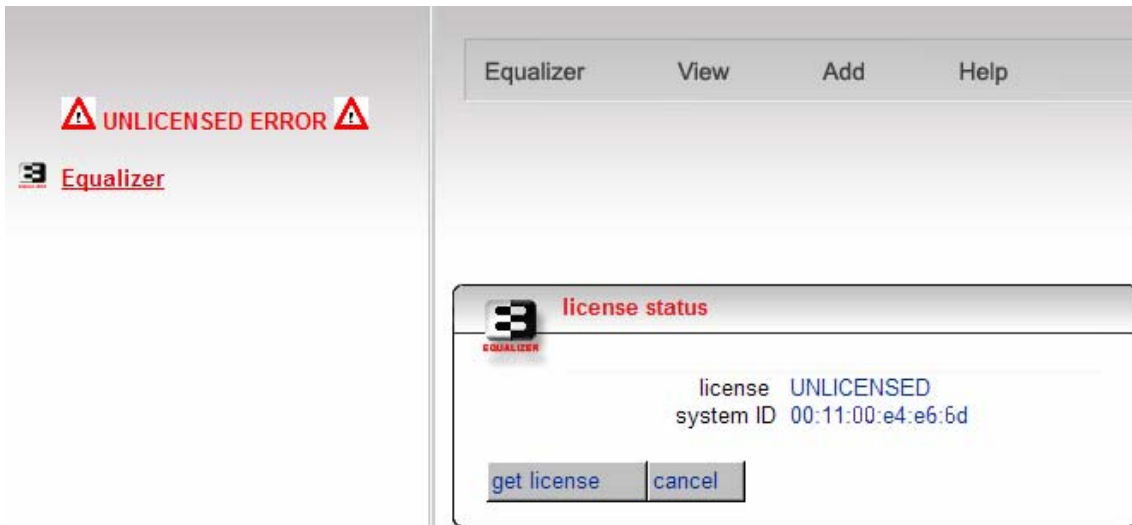 UNLICENSED ERROR
Equalizer
Equalizer View Add Help
license status
EQUALIZER
license UNLICENSED
system ID 00:11:00:e4:e6:6d
get license cancel